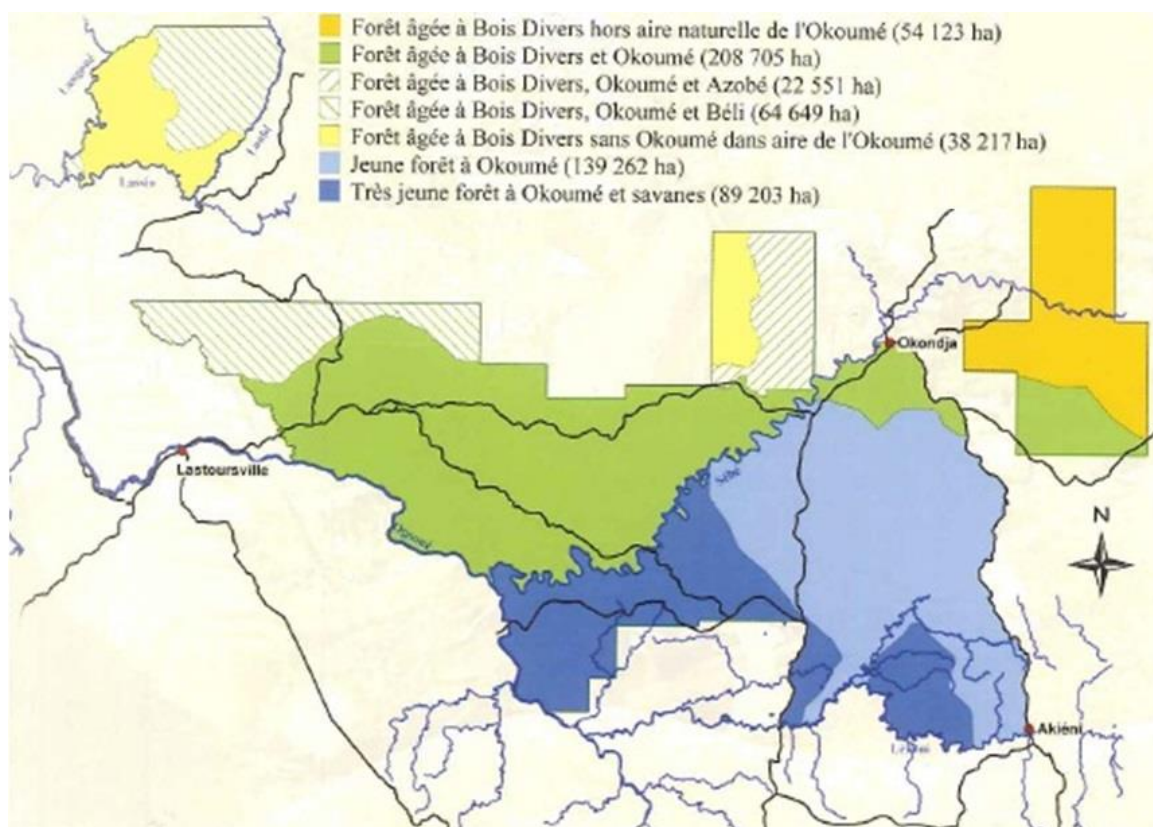 Forêt âgée à Bois Divers hors aire naturelle de l'Okoumé (54 123 ha)
Forêt âgée à Bois Divers et Okoumé (208 705 ha)
Forêt âgée à Bois Divers, Okoumé et Azobé (22 551 ha)
Forêt âgée à Bois Divers, Okoumé et Béli (64 649 ha)
Forêt âgée à Bois Divers sans Okoumé dans aire de l'Okoumé (38 217 ha)
Jeune forêt à Okoumé (139 262 ha)
Très jeune forêt à Okoumé et savanes (89 203 ha)
Okondja
Lastoursville
Sébé
Ogooué
N
Akiéni